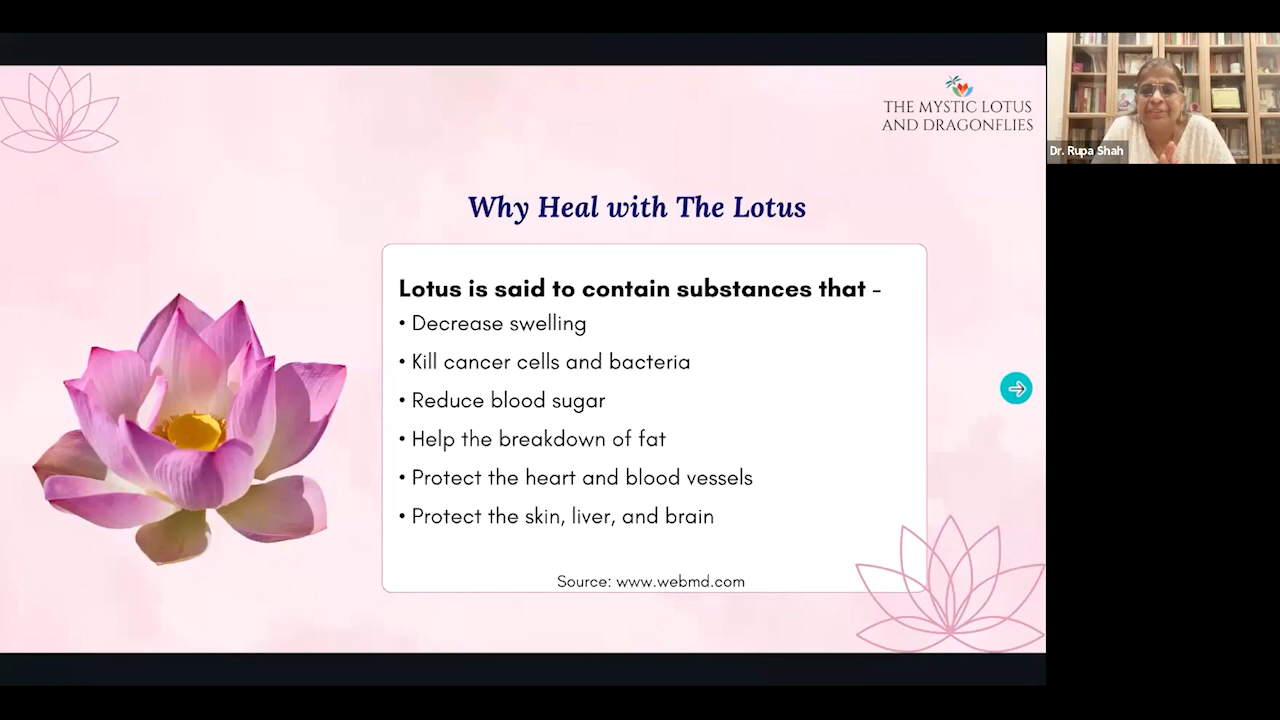 THE MYSTIC LOTUS
AND DRAGONFLIES
Dr. Rupa Shah
Why Heal with The Lotus
Lotus is said to contain substances that -
• Decrease swelling
• Kill cancer cells and bacteria
• Reduce blood sugar
• Help the breakdown of fat
• Protect the heart and blood vessels
• Protect the skin, liver, and brain
Source: www.webmd.com